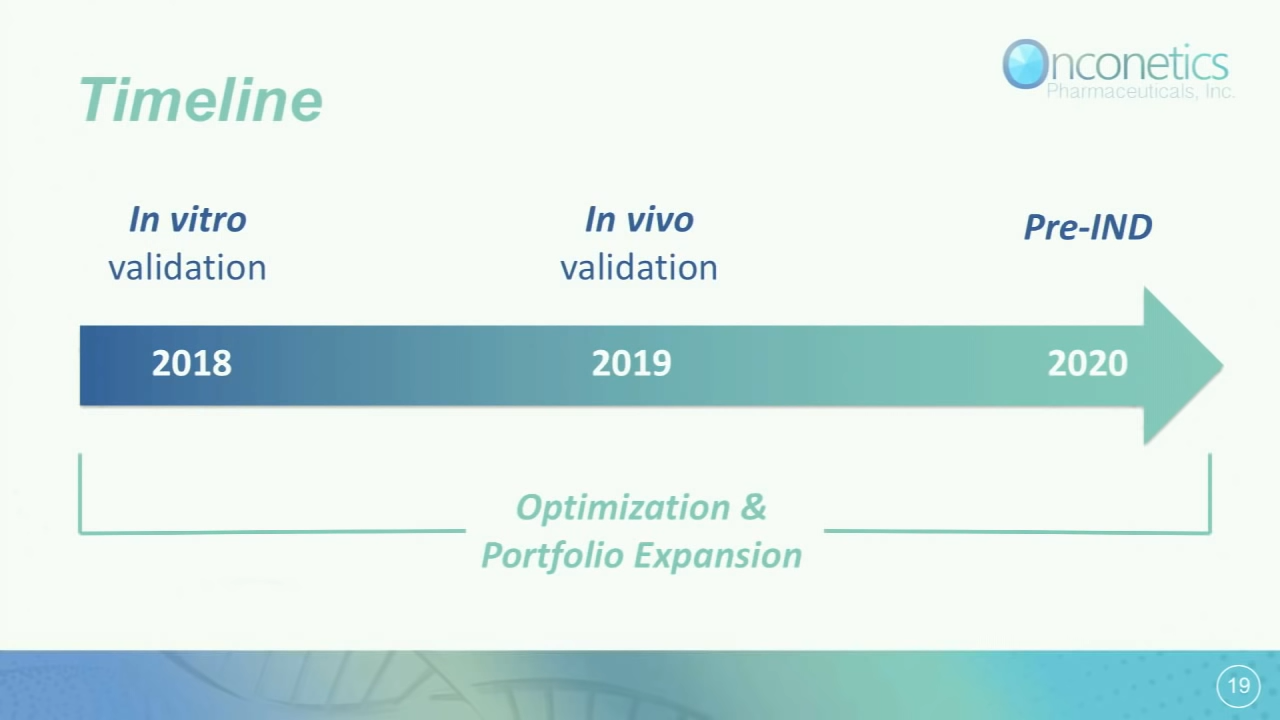 Timeline
Onconetics
Pharmaceuticals, Inc.
In vitro
validation
In vivo
validation
Pre-IND
2018
2019
2020
Optimization &
Portfolio Expansion
19